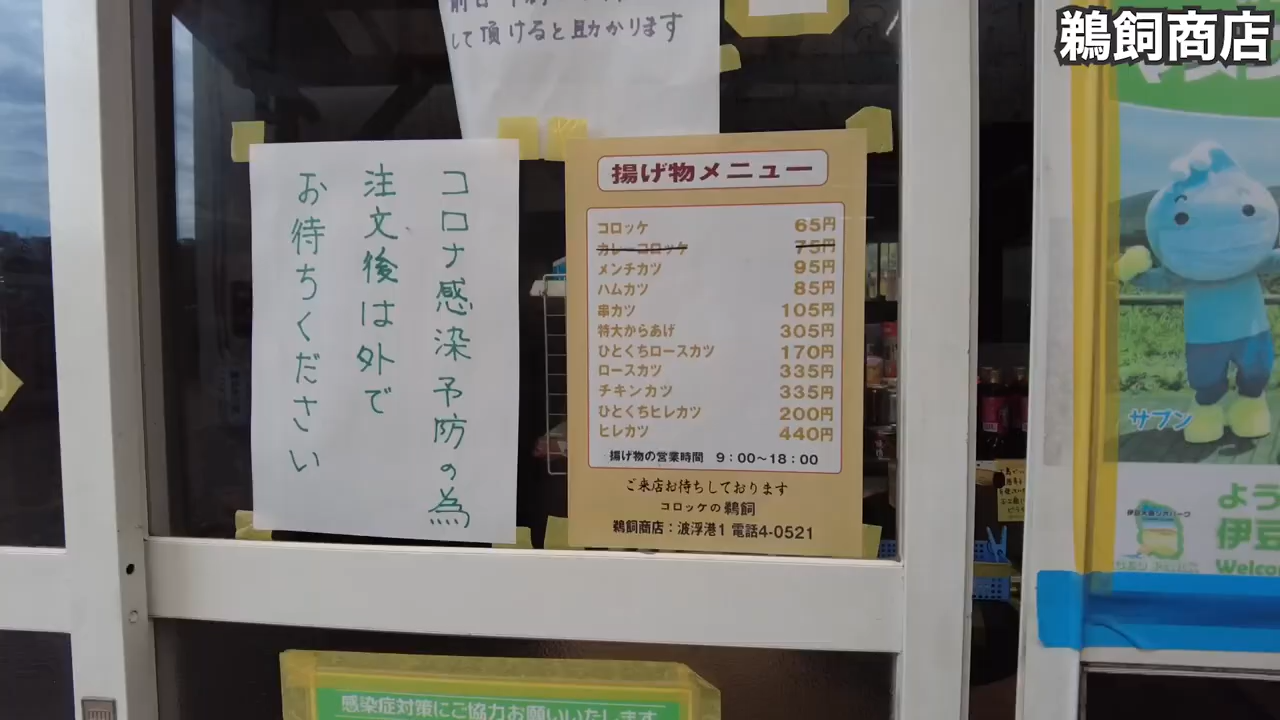 鵜飼商店
して頂けると助かります
コロナ感染予防の為
注文後は外で
お待ちください
揚げ物メニュー
コロッケ 65円
カレーコロッケ 75円
メンチカツ 95円
ハムカツ 85円
串カツ 105円
特大からあげ 305円
ひとくちロースカツ 170円
ロースカツ 335円
チキンカツ 335円
ひとくちヒレカツ 200円
ヒレカツ 440円
揚げ物の営業時間 9:00〜18:00
ご来店お待ちしております
コロッケの鵜飼
鵜飼商店:波浮港1 電話4-0521
サブン
よう
伊豆
Welcom
感染症対策にご協力お願いいたします